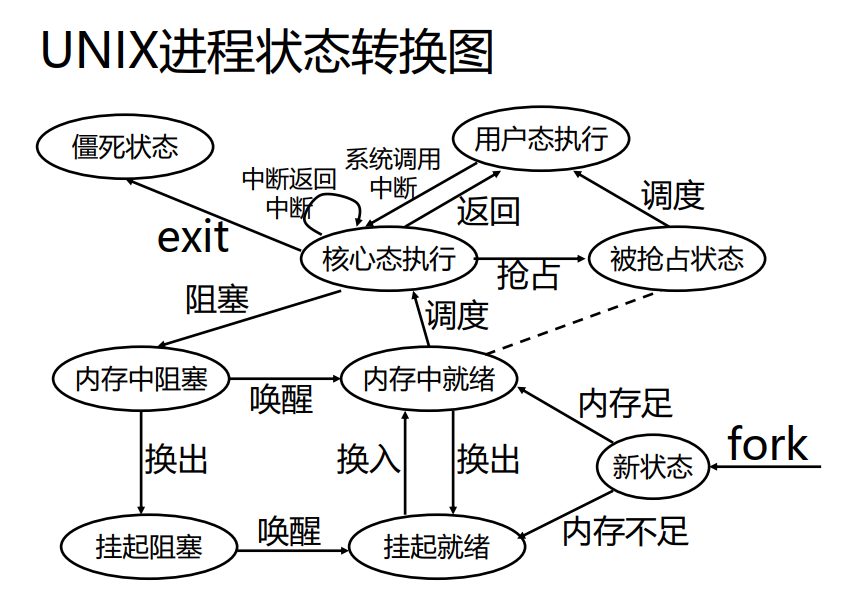 UNIX进程状态转换图
僵死状态
用户态执行
中断返回
中断
系统调用
中断
返回
调度
exit
核心态执行
抢占
被抢占状态
阻塞
调度
内存中阻塞
唤醒
内存中就绪
内存足
fork
换出
换入
换出
新状态
挂起阻塞
唤醒
挂起就绪
内存不足